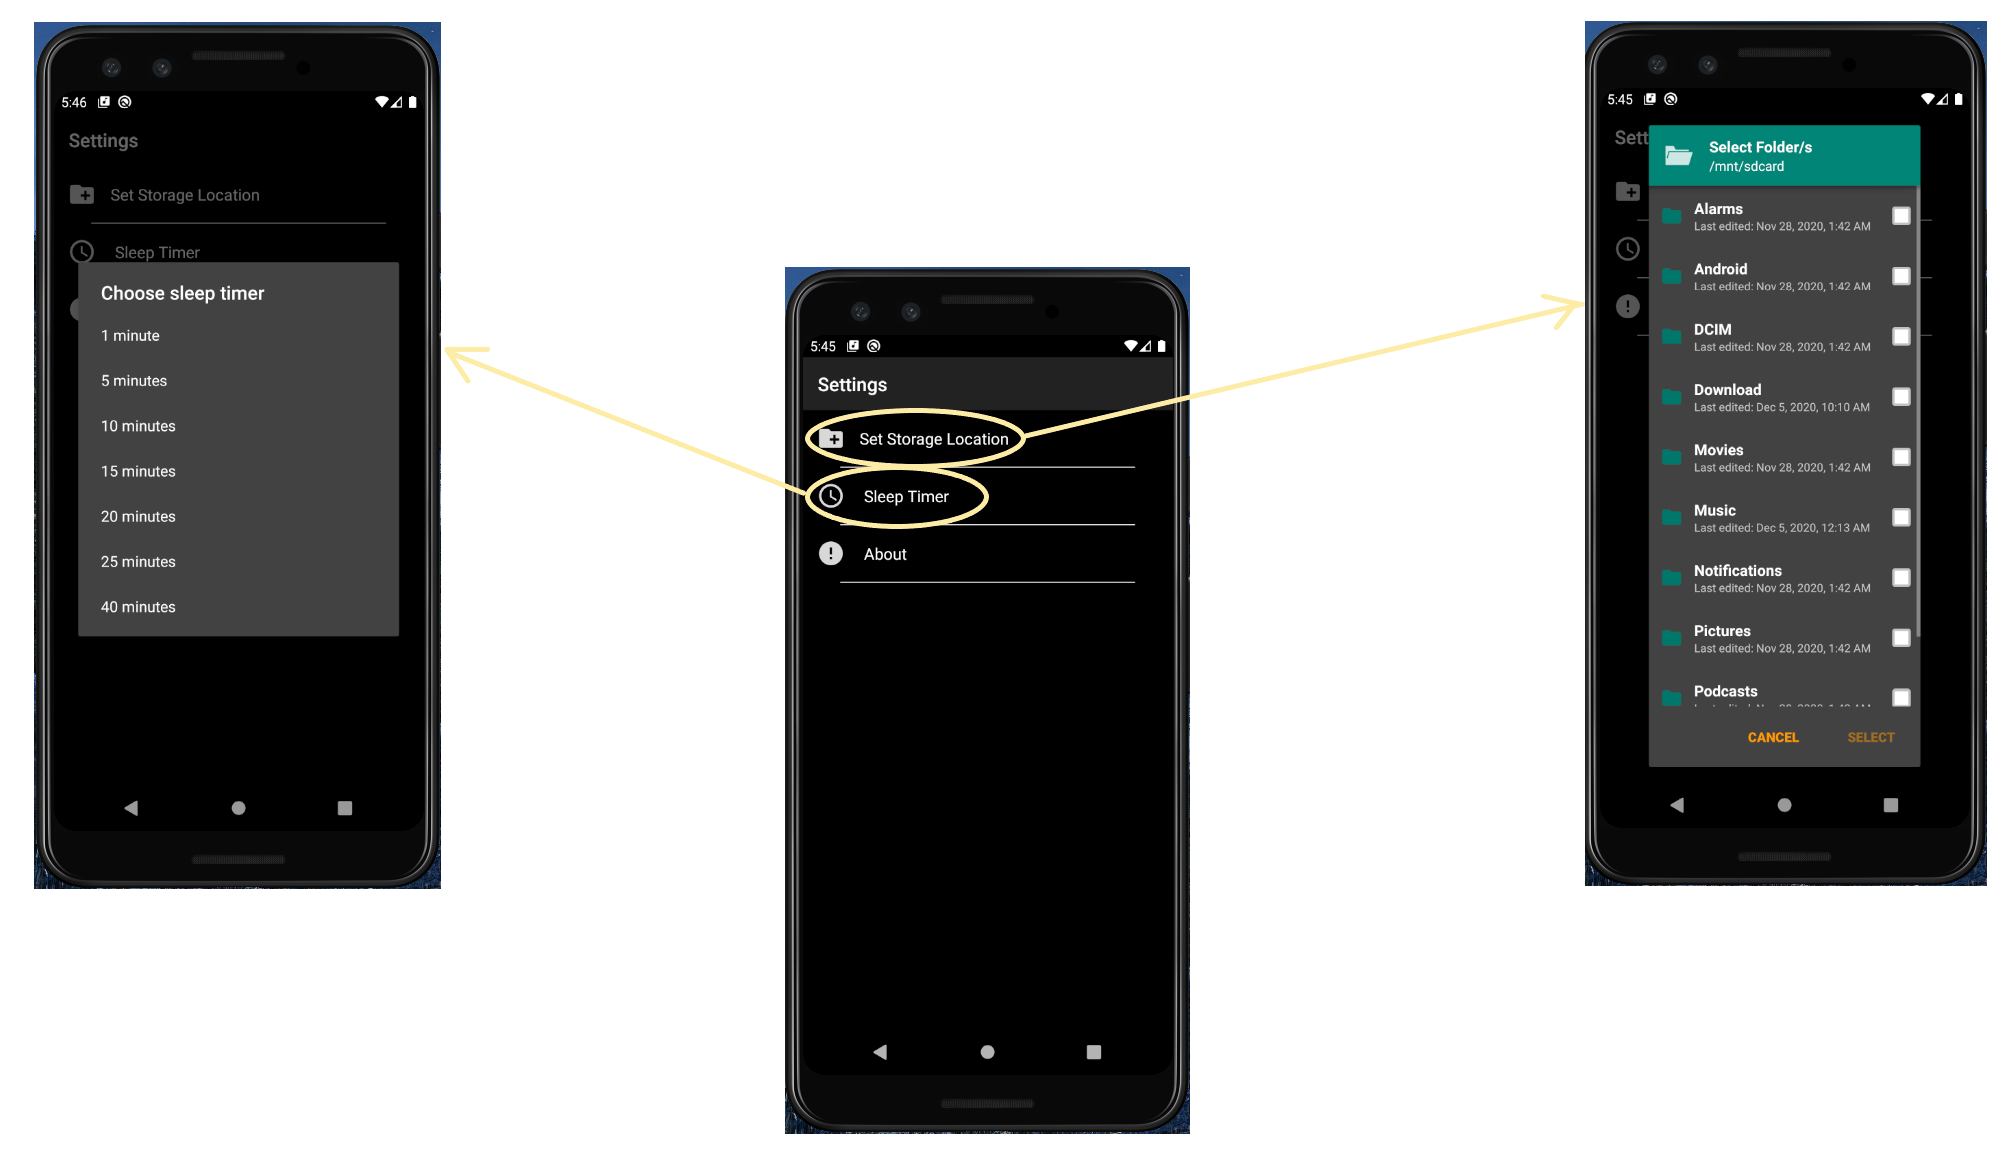 5:46
Settings
Set Storage Location
Sleep Timer
Choose sleep timer
1 minute
5 minutes
10 minutes
15 minutes
20 minutes
25 minutes
40 minutes
5:45
Settings
Set Storage Location
Sleep Timer
About
5:45
Sett
Select Folder/s
/mnt/sdcard
Alarms
Last edited: Nov 28, 2020, 1:42 AM
Android
Last edited: Nov 28, 2020, 1:42 AM
DCIM
Last edited: Nov 28, 2020, 1:42 AM
Download
Last edited: Dec 5, 2020, 10:10 AM
Movies
Last edited: Nov 28, 2020, 1:42 AM
Music
Last edited: Dec 5, 2020, 12:13 AM
Notifications
Last edited: Nov 28, 2020, 1:42 AM
Pictures
Last edited: Nov 28, 2020, 1:42 AM
Podcasts
CANCEL SELECT